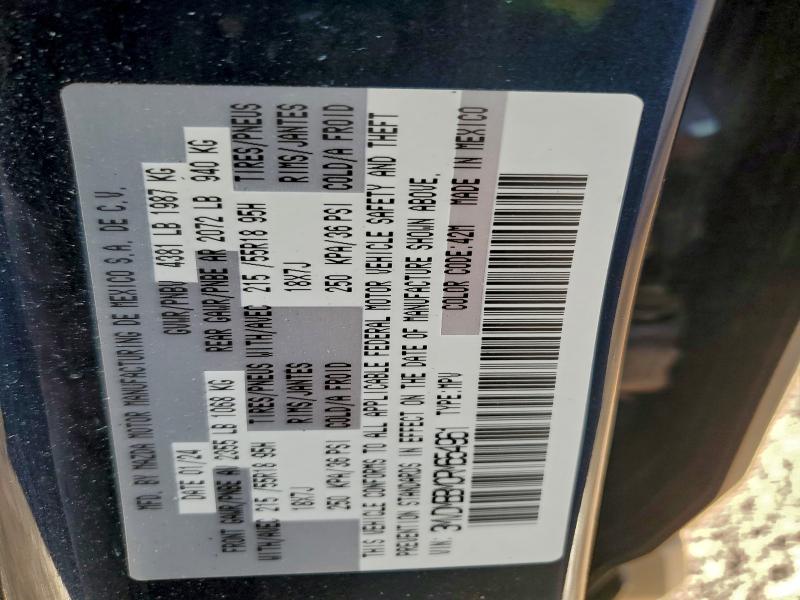 MFD. BY MAZDA MOTOR MANUFACTURING DE MEXICO S.A. DE C.V.
DATE 01/24 GVWR/PNBV 4381 LB 1987 KG
FRONT GAWR/PNBE AV 2355 LB 1068 KG REAR GAWR/PNBE AR 2072 LB 940 KG
WITH/AVEC 215 /55R18 95H TIRES/PNEUS WITH/AVEC 215 /55R18 95H TIRES/PNEUS
18X7J RIMS/JANTES 18X7J RIMS/JANTES
250 KPA/36 PSI COLD/A FROID 250 KPA/36 PSI COLD/A FROID
THIS VEHICLE CONFORMS TO ALL APPLICABLE FEDERAL MOTOR VEHICLE SAFETY AND THEFT
PREVENTION STANDARDS IN EFFECT ON THE DATE OF MANUFACTURE SHOWN ABOVE.
VIN: TYPE:MPV COLOR CODE:42M MADE IN MEXICO